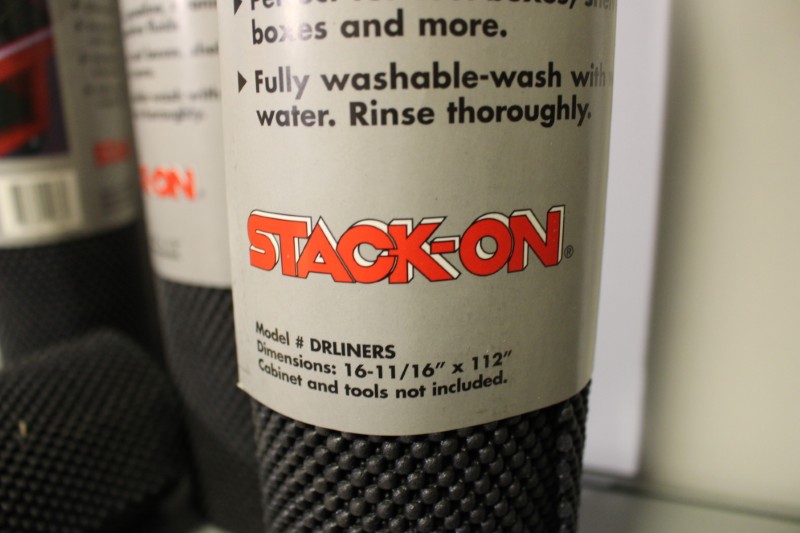 boxes and more.
Fully washable-wash with
water. Rinse thoroughly.
STACK-ON®
Model # DRLINERS
Dimensions: 16-11/16" x 112"
Cabinet and tools not included.